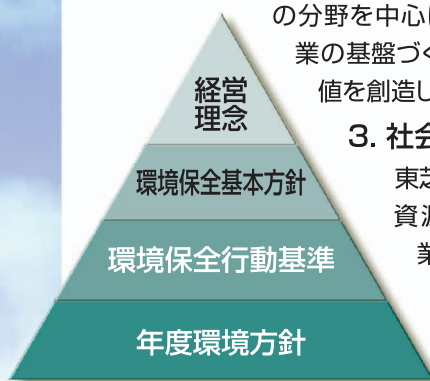 の分野を中心に
業の基盤づく
値を創造し
3. 社会
東芝
資源
業
経営
理念
環境保全基本方針
環境保全行動基準
年度環境方針